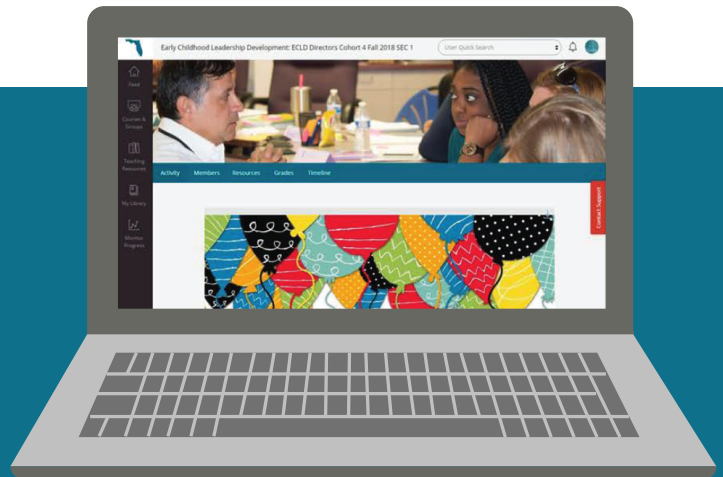 Early Childhood Leadership Development: ECLD Directors Cohort 4 Fall 2018 SEC 1
User Quick Search
Feed
Courses &
Groups
Teaching
Resources
My Library
Monitor
Progress
Activity Members Resources Grades Timeline
Contact Support